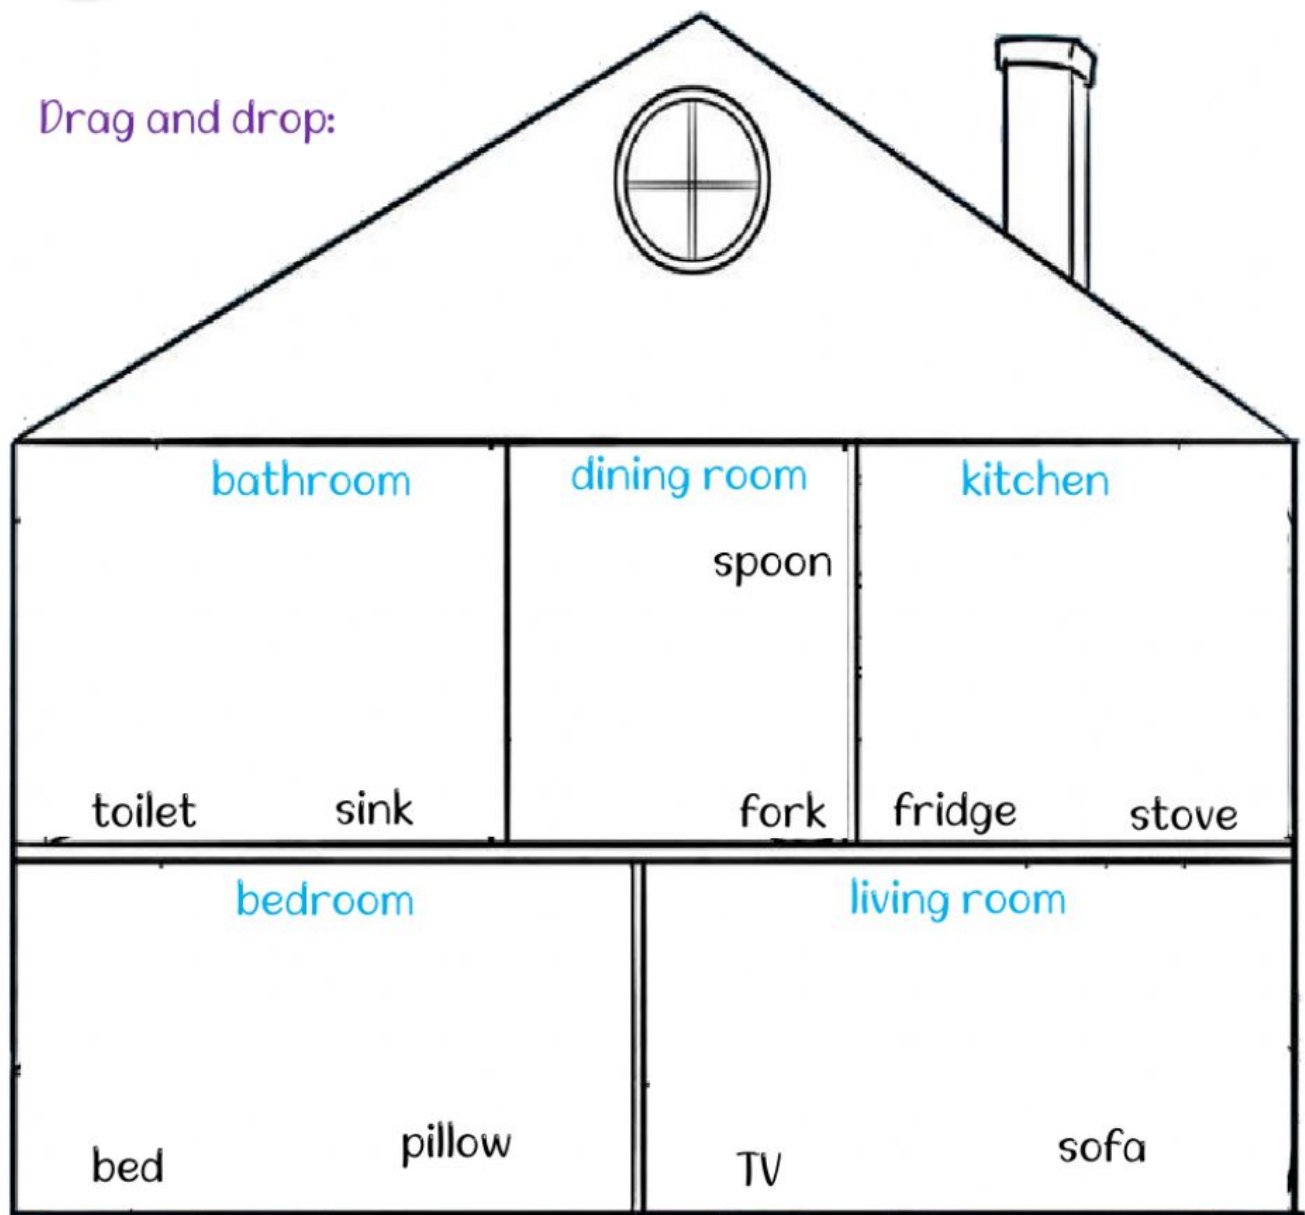 Drag and drop:
bathroom
dining room
kitchen
spoon
toilet
sink
fork
fridge
stove
bedroom
living room
bed
pillow
TV
sofa